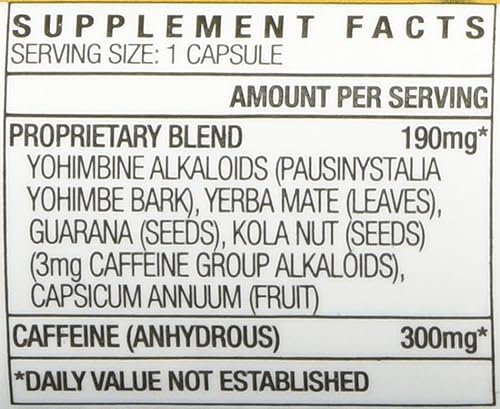 SUPPLEMENT FACTS
SERVING SIZE: 1 CAPSULE
AMOUNT PER SERVING
PROPRIETARY BLEND 190mg*
YOHIMBINE ALKALOIDS (PAUSINYSTALIA
YOHIMBE BARK), YERBA MATE (LEAVES),
GUARANA (SEEDS), KOLA NUT (SEEDS)
(3mg CAFFEINE GROUP ALKALOIDS),
CAPSICUM ANNUUM (FRUIT)
CAFFEINE (ANHYDROUS) 300mg*
*DAILY VALUE NOT ESTABLISHED